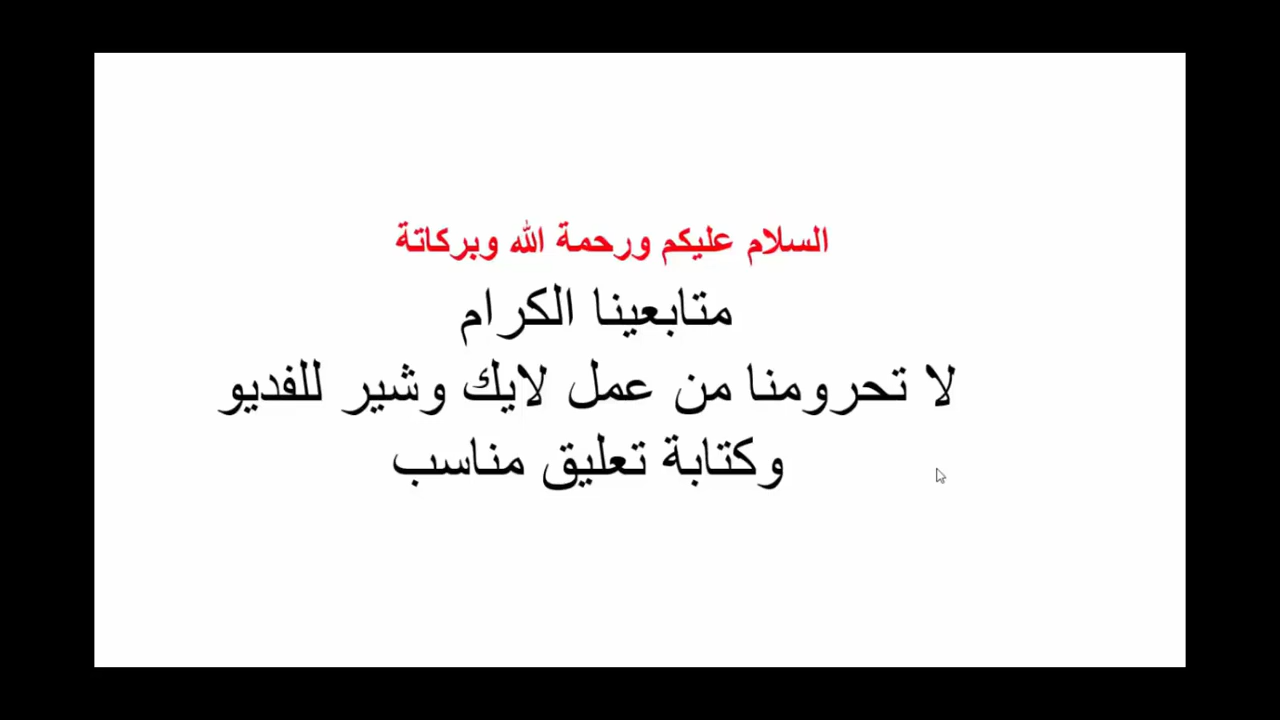 السلام عليكم ورحمة الله وبركاتة
متابعينا الكرام
لا تحرومنا من عمل لايك وشير للفديو
وكتابة تعليق مناسب